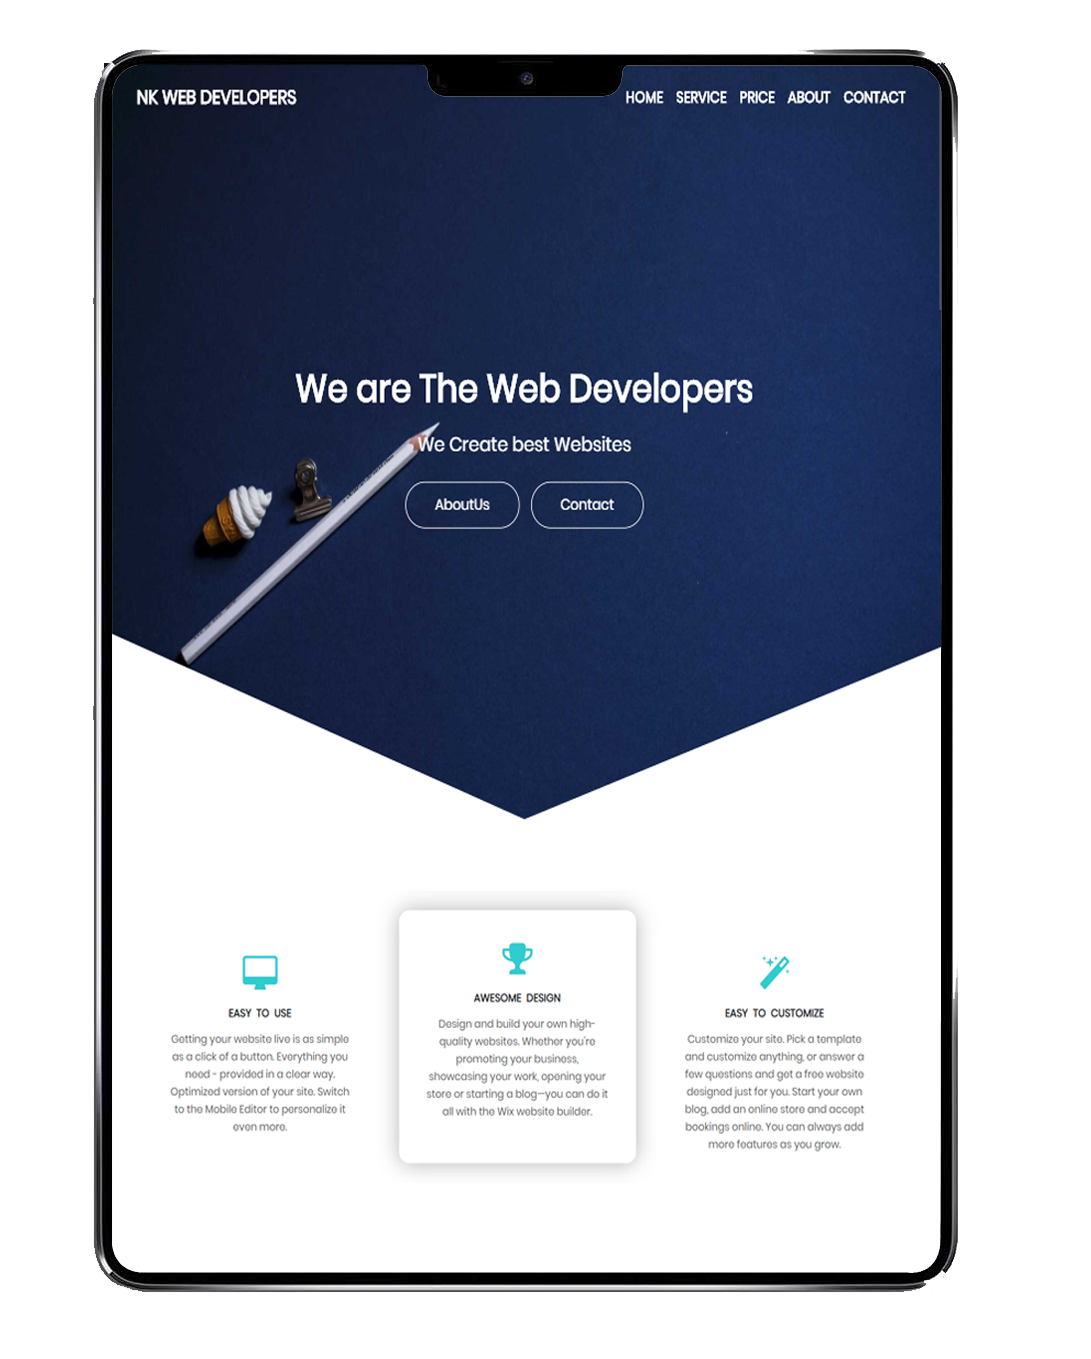 NK WEB DEVELOPERS
HOME SERVICE PRICE ABOUT CONTACT
We are The Web Developers
We Create best Websites
AboutUs Contact
EASY TO USE
Getting your website live is as simple
as a click of a button. Everything you
need - provided in a clear way.
Optimized version of your site. Switch
to the Mobile Editor to personalize it
even more.
AWESOME DESIGN
Design and build your own high-
quality websites. Whether you're
promoting your business,
showcasing your work, opening your
store or starting a blog—you can do it
all with the Wix website builder.
EASY TO CUSTOMIZE
Customize your site. Pick a template
and customize anything, or answer a
few questions and get a free website
designed just for you. Start your own
blog, add an online store and accept
bookings online. You can always add
more features as you grow.